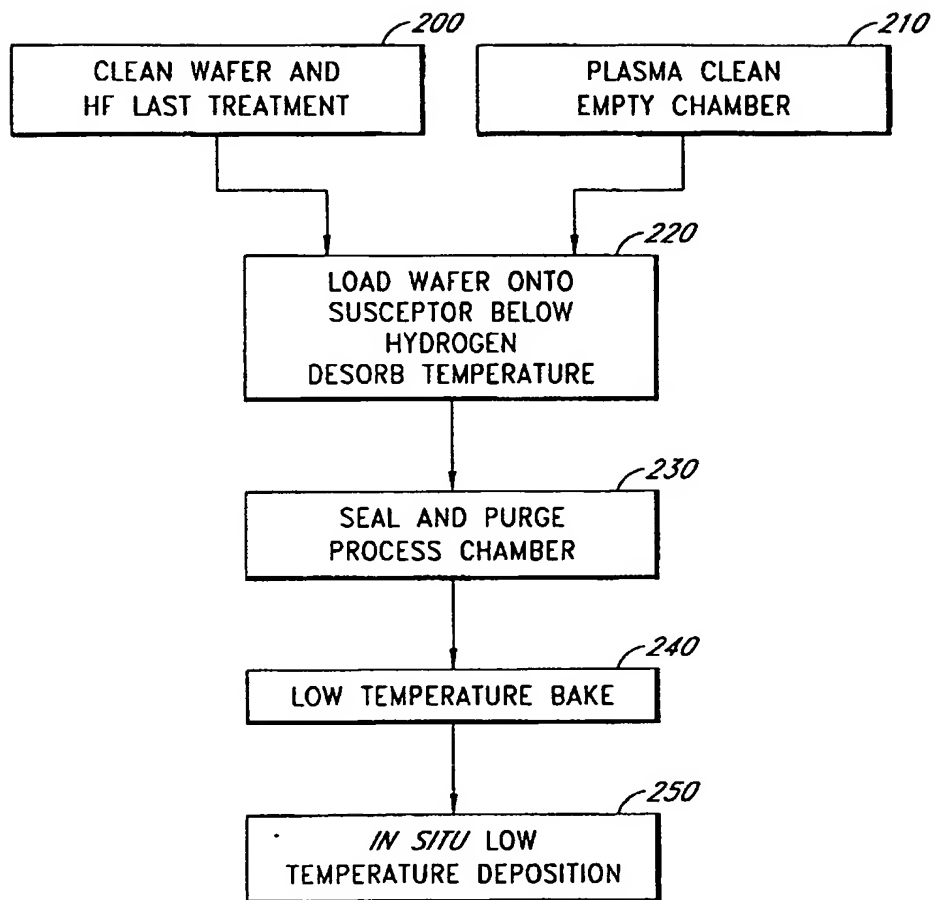 200
CLEAN WAFER AND
HF LAST TREATMENT
210
PLASMA CLEAN
EMPTY CHAMBER
220
LOAD WAFER ONTO
SUSCEPTOR BELOW
HYDROGEN
DESORB TEMPERATURE
230
SEAL AND PURGE
PROCESS CHAMBER
240
LOW TEMPERATURE BAKE
250
IN SITU LOW
TEMPERATURE DEPOSITION